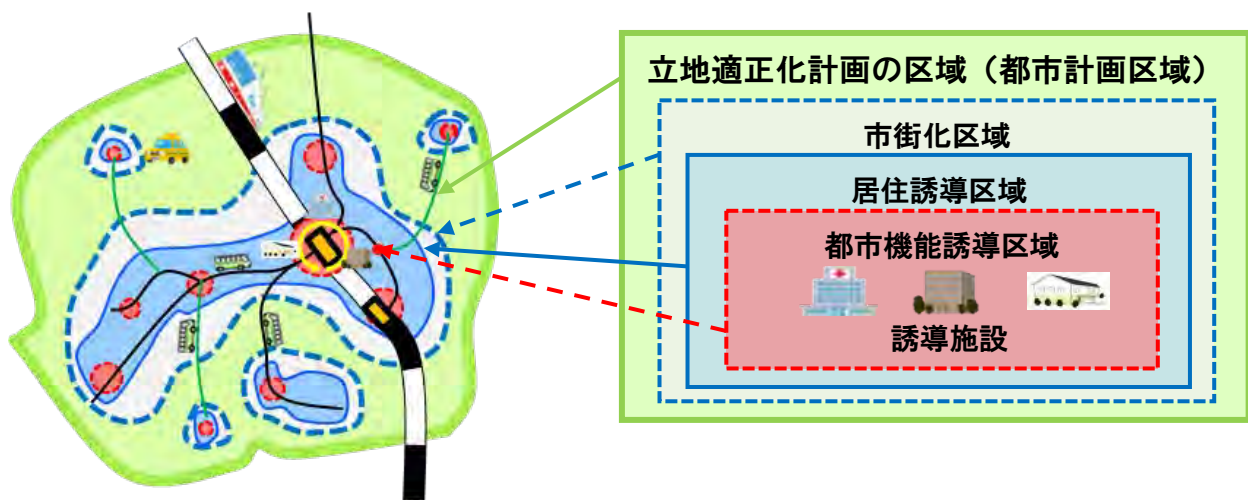 立地適正化計画の区域（都市計画区域）
市街化区域
居住誘導区域
都市機能誘導区域
誘導施設